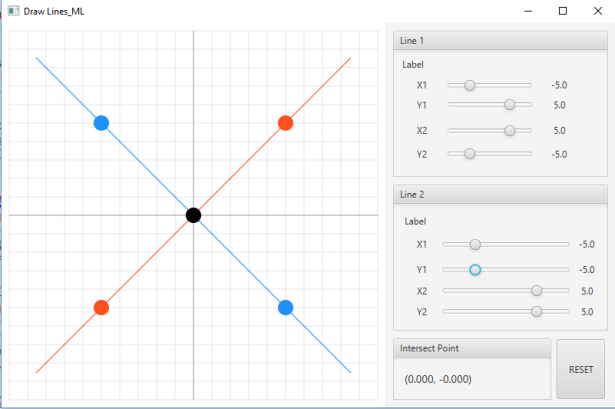 Draw Lines_ML
Line 1
Label
X1 -5.0
Y1 5.0
X2 5.0
Y2 -5.0
Line 2
Label
X1 -5.0
Y1 -5.0
X2 5.0
Y2 5.0
Intersect Point
(0.000, -0.000)
RESET